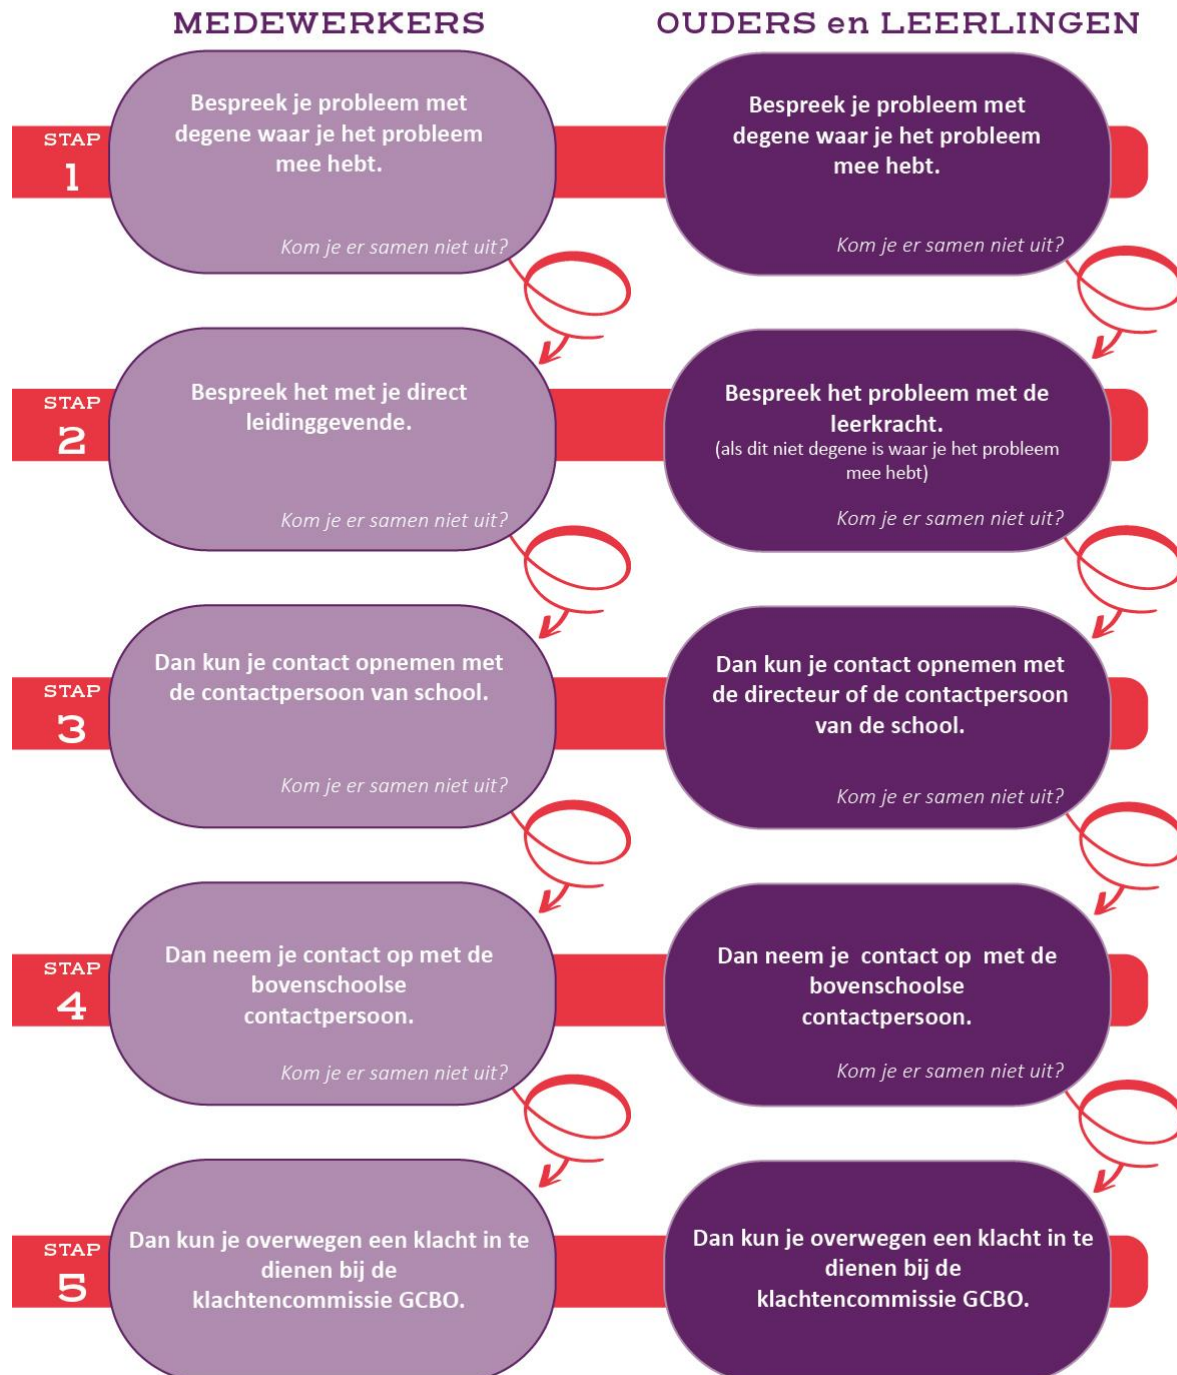 MEDEWERKERS
OUDERS en LEERLINGEN
STAP
1
Bespreek je probleem met
degene waar je het probleem
mee hebt.
Kom je er samen niet uit?
Bespreek je probleem met
degene waar je het probleem
mee hebt.
Kom je er samen niet uit?
STAP
2
Bespreek het met je direct
leidinggevende.
Kom je er samen niet uit?
Bespreek het probleem met de
leerkracht.
(als dit niet degene is waar je het probleem
mee hebt)
Kom je er samen niet uit?
STAP
3
Dan kun je contact opnemen met
de contactpersoon van school.
Kom je er samen niet uit?
Dan kun je contact opnemen met
de directeur of de contactpersoon
van de school.
Kom je er samen niet uit?
STAP
4
Dan neem je contact op met de
bovenschoolse
contactpersoon.
Kom je er samen niet uit?
Dan neem je  contact op  met de
bovenschoolse
contactpersoon.
Kom je er samen niet uit?
STAP
5
Dan kun je overwegen een klacht in te
dienen bij de
klachtencommissie GCBO.
Dan kun je overwegen een klacht in te
dienen bij de
klachtencommissie GCBO.